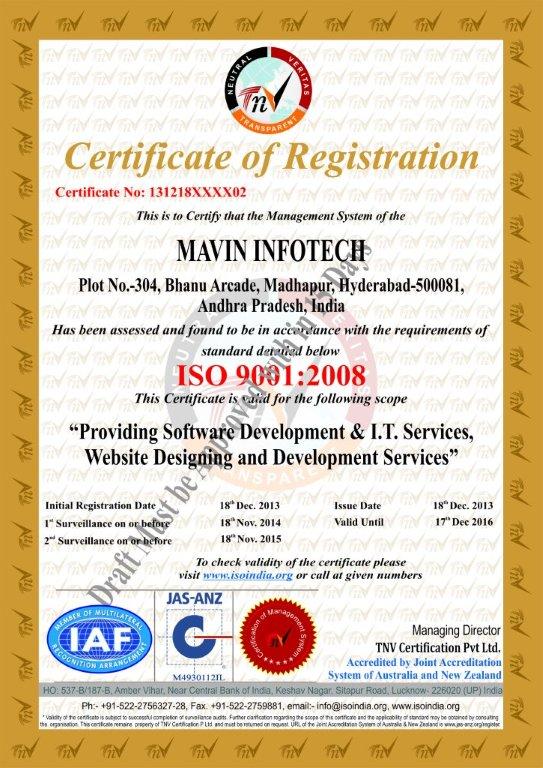 NEUTRAL VERITAS
TnV
TRANSPARENT
Certificate of Registration
Certificate No: 131218XXXX02
This is to Certify that the Management System of the
MAVIN INFOTECH
Plot No.-304, Bhanu Arcade, Madhapur, Hyderabad-500081,
Andhra Pradesh, India
Has been assessed and found to be in accordance with the requirements of
standard detailed below
ISO 9001:2008
This Certificate is valid for the following scope
“Providing Software Development & I.T. Services,
Website Designing and Development Services”
Draft Must be Approved with in 15 Days
Initial Registration Date 18th Dec. 2013 Issue Date 18th Dec. 2013
1st Surveillance on or before 18th Nov. 2014 Valid Until 17th Dec 2016
2nd Surveillance on or before 18th Nov. 2015
To check validity of the certificate please
visit www.isoindia.org or call at given numbers
MEMBER OF MULTILATERAL
IAF
RECOGNITION ARRANGEMENT
JAS-ANZ
M4930112IL
Certification of Management System
Managing Director
TNV Certification Pvt Ltd.
Accredited by Joint Accreditation
System of Australia and New Zealand
HO: 537-B/187-B, Amber Vihar, Near Central Bank of India, Keshav Nagar, Sitapur Road, Lucknow- 226020 (UP) India
Ph:- +91-522-2756327-28, Fax. +91-522-2759881, email:- info@isoindia.org, www.isoindia.org
* Validity of the certificate is subject to successful completion of surveillance audits. Further clarification regarding the scope of this certificate and the applicability of standard may be obtained by consulting
the organisation. This certificate remains property of TNV Certification P Ltd. and must be returned on request. URL of the Joint Accreditation System of Australia & New Zealand is www.jas-anz.org/register